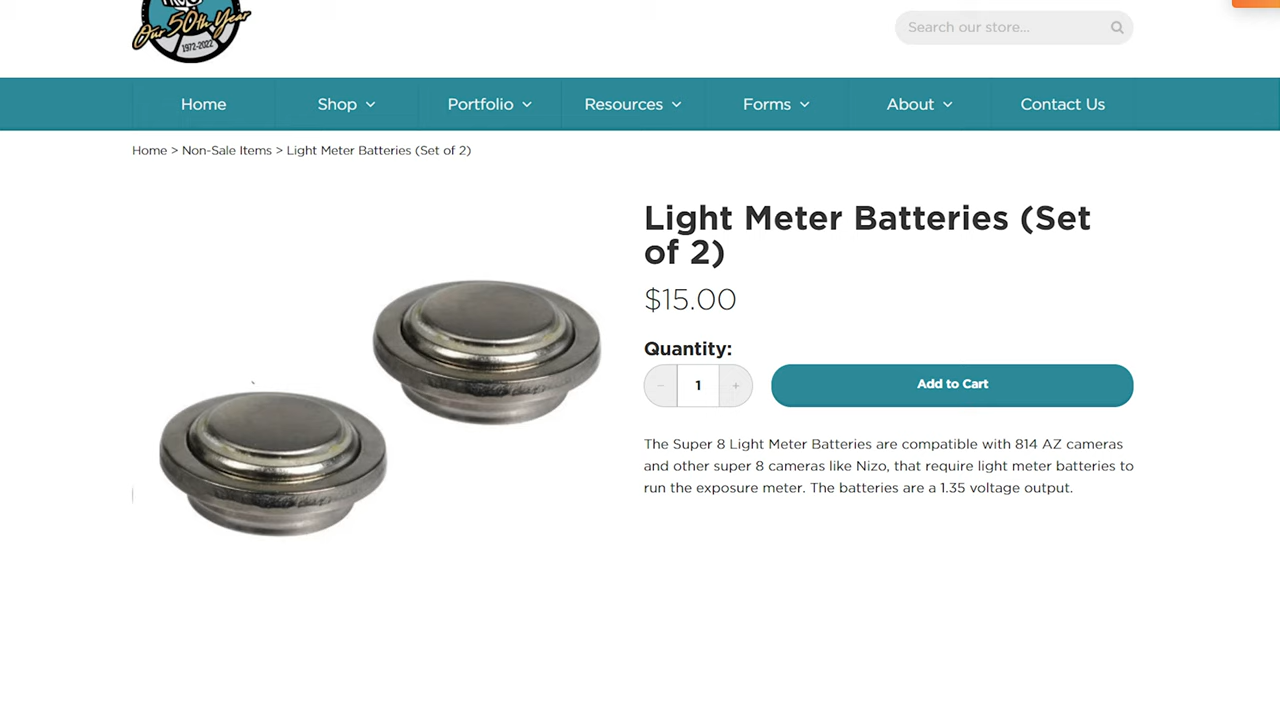 Our 50th Year
1972-2022
Search our store...
Home
Shop
Portfolio
Resources
Forms
About
Contact Us
Home > Non-Sale Items > Light Meter Batteries (Set of 2)
Light Meter Batteries (Set
of 2)
$15.00
Quantity:
− 1 +
Add to Cart
The Super 8 Light Meter Batteries are compatible with 814 AZ cameras
and other super 8 cameras like Nizo, that require light meter batteries to
run the exposure meter. The batteries are a 1.35 voltage output.